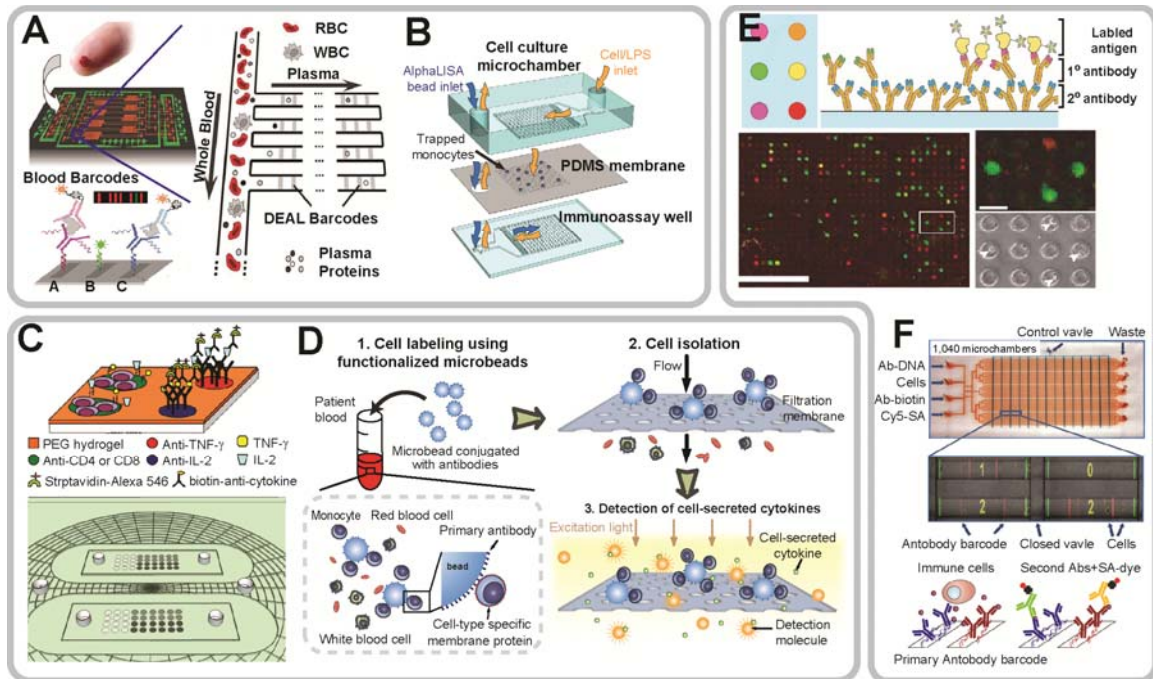 A
RBC
WBC
Plasma
Whole Blood
Blood Barcodes
DEAL Barcodes
Plasma
Proteins
A B C
B
Cell culture
microchamber
AlphaLISA
bead inlet
Cell/LPS
inlet
Trapped
monocytes
PDMS membrane
Immunoassay well
E
Labled
antigen
1° antibody
2° antibody
C
PEG hydrogel
Anti-TNF-γ
TNF-γ
Anti-CD4 or CD8
Anti-IL-2
IL-2
Strptavidin-Alexa 546
biotin-anti-cytokine
D
1. Cell labeling using
functionalized microbeads
Patient
blood
Microbead conjugated
with antibodies
Monocyte
Red blood cell
Primary antibody
bead
White blood cell
Cell-type specific
membrane protein
2. Cell isolation
Flow
Filtration
membrane
3. Detection of cell-secreted cytokines
Excitation light
Cell-secreted
cytokine
Detection
molecule
F
Control vavle
Waste
1,040 microchambers
Ab-DNA
Cells
Ab-biotin
Cy5-SA
1 0
2 2
Antobody barcode
Closed vavle
Cells
Immune cells
Second Abs+SA-dye
Primary Antobody barcode